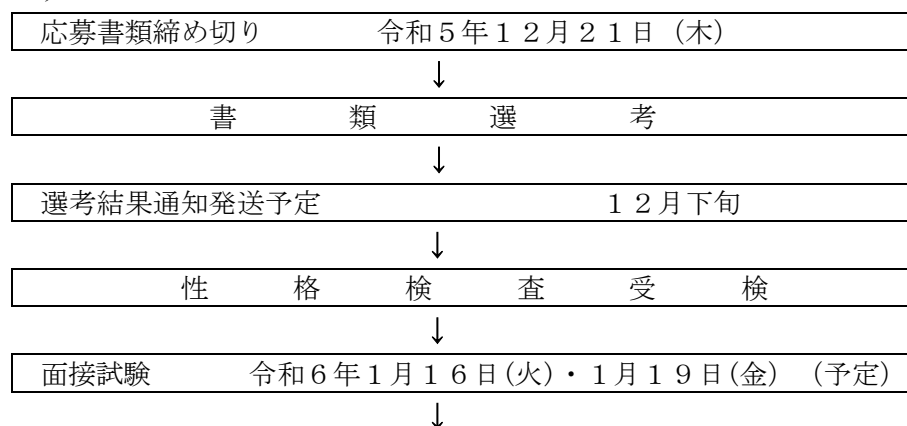 応募書類締め切り　　　　令和５年１２月２１日（木）
↓
書　　類　　選　　考
↓
選考結果通知発送予定　　　　１２月下旬
↓
性　　格　　検　　査　　受　　検
↓
面接試験　　　令和６年１月１６日(火)・１月１９日(金)　（予定）
↓